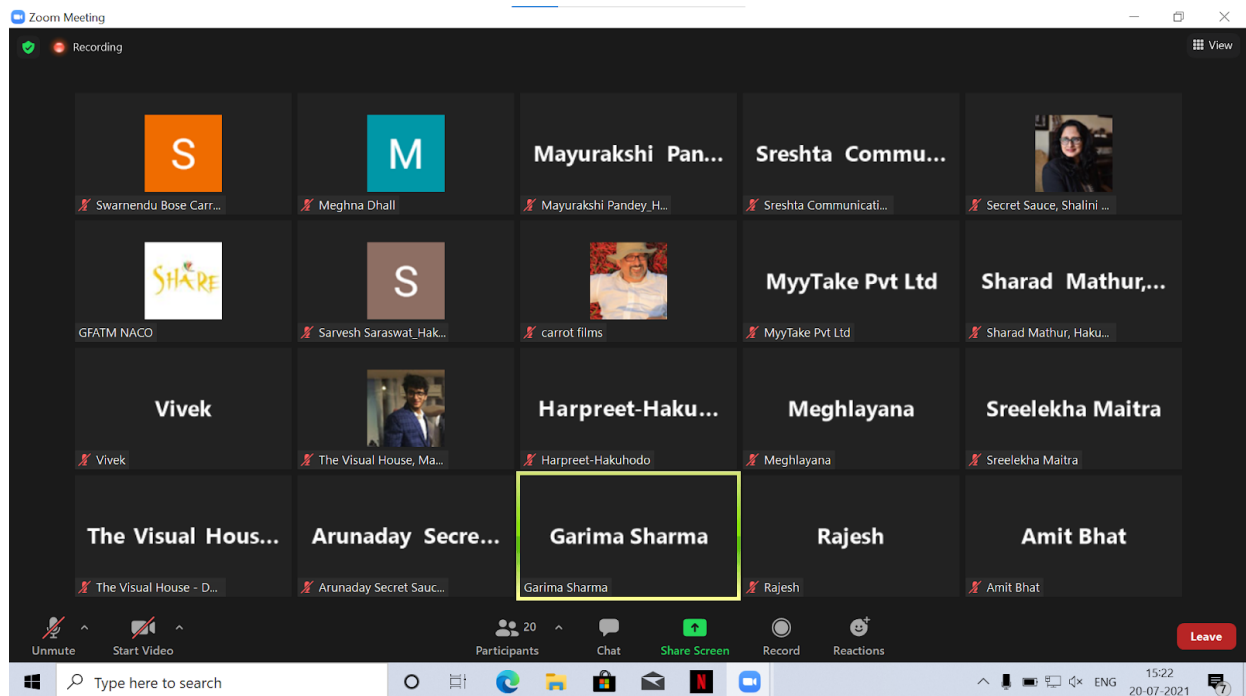 Zoom Meeting
Recording
View
S
M
Mayurakshi Pan...
Sreshta Commu...
Swarnendu Bose Carr...
Meghna Dhall
Mayurakshi Pandey_H...
Sreshta Communicati...
Secret Sauce, Shalini ...
SHARE
S
MyyTake Pvt Ltd
Sharad Mathur,...
GFATM NACO
Sarvesh Saraswat_Hak...
carrot films
MyyTake Pvt Ltd
Sharad Mathur, Haku...
Vivek
Harpreet-Haku...
Meghlayana
Sreelekha Maitra
Vivek
The Visual House, Ma...
Harpreet-Hakuhodo
Meghlayana
Sreelekha Maitra
The Visual Hous...
Arunaday Secre...
Garima Sharma
Rajesh
Amit Bhat
The Visual House - D...
Arunaday Secret Sauc...
Garima Sharma
Rajesh
Amit Bhat
20
Unmute
Start Video
Participants
Chat
Share Screen
Record
Reactions
Leave
Type here to search
N
ENG
15:22
20-07-2021
7